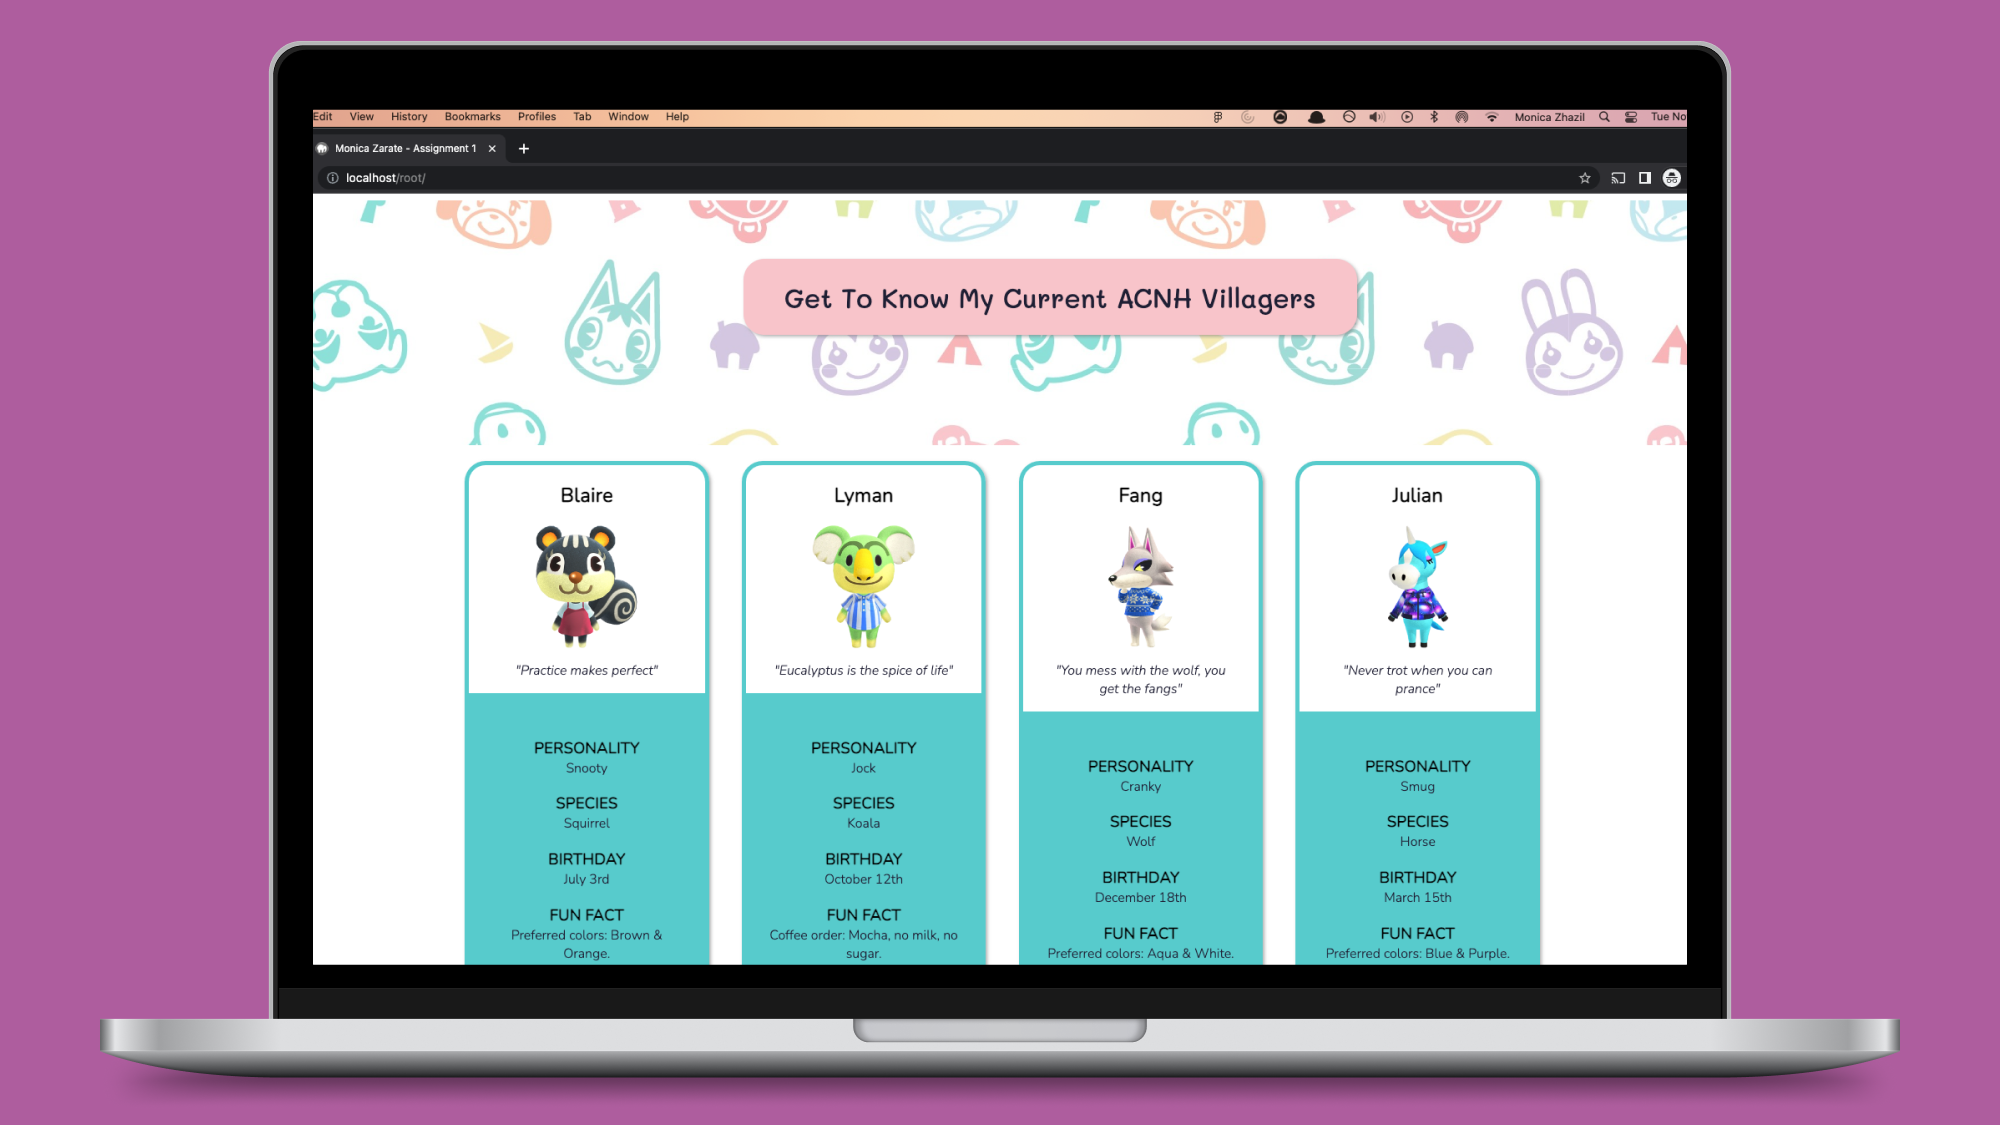 Edit View History Bookmarks Profiles Tab Window Help Monica Zhazil Tue No
Monica Zarate - Assignment 1
localhost/root/
Get To Know My Current ACNH Villagers
Blaire
"Practice makes perfect"
PERSONALITY
Snooty
SPECIES
Squirrel
BIRTHDAY
July 3rd
FUN FACT
Preferred colors: Brown &
Orange.
Lyman
"Eucalyptus is the spice of life"
PERSONALITY
Jock
SPECIES
Koala
BIRTHDAY
October 12th
FUN FACT
Coffee order: Mocha, no milk, no
sugar.
Fang
"You mess with the wolf, you
get the fangs"
PERSONALITY
Cranky
SPECIES
Wolf
BIRTHDAY
December 18th
FUN FACT
Preferred colors: Aqua & White.
Julian
"Never trot when you can
prance"
PERSONALITY
Smug
SPECIES
Horse
BIRTHDAY
March 15th
FUN FACT
Preferred colors: Blue & Purple.